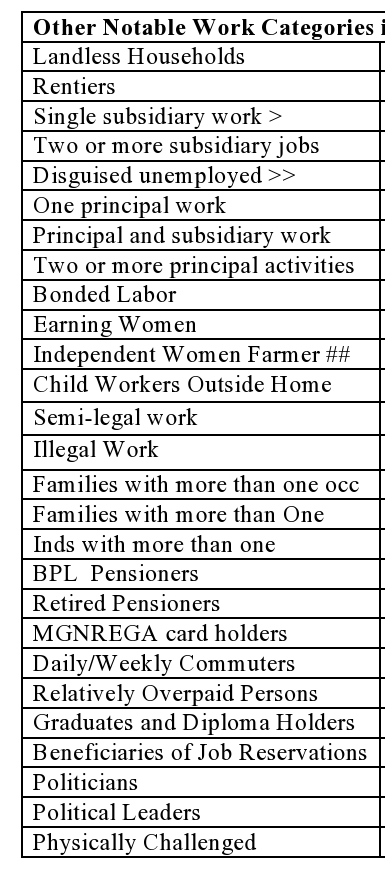 Other Notable Work Categories i
Landless Households
Rentiers
Single subsidiary work >
Two or more subsidiary jobs
Disguised unemployed >>
One principal work
Principal and subsidiary work
Two or more principal activities
Bonded Labor
Earning Women
Independent Women Farmer ##
Child Workers Outside Home
Semi-legal work
Illegal Work
Families with more than one occ
Families with more than One
Inds with more than one
BPL  Pensioners
Retired Pensioners
MGNREGA card holders
Daily/Weekly Commuters
Relatively Overpaid Persons
Graduates and Diploma Holders
Beneficiaries of Job Reservations
Politicians
Political Leaders
Physically Challenged